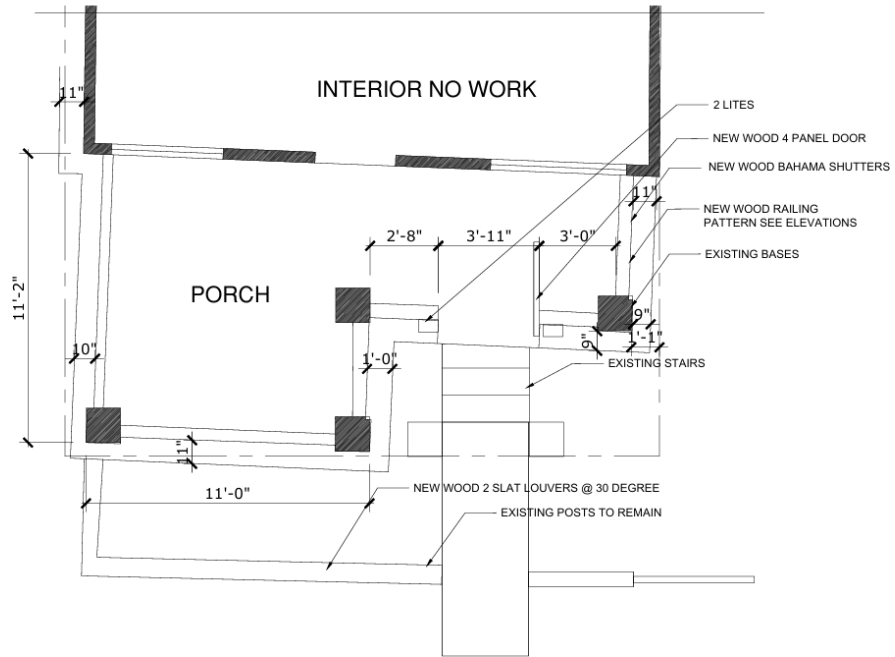 INTERIOR NO WORK
11"
2 LITES
NEW WOOD 4 PANEL DOOR
NEW WOOD BAHAMA SHUTTERS
11"
NEW WOOD RAILING
PATTERN SEE ELEVATIONS
2'-8"
3'-11"
3'-0"
EXISTING BASES
PORCH
11'-2"
9"
9"
1'-1"
10"
1'-0"
EXISTING STAIRS
11"
11'-0"
NEW WOOD 2 SLAT LOUVERS @ 30 DEGREE
EXISTING POSTS TO REMAIN